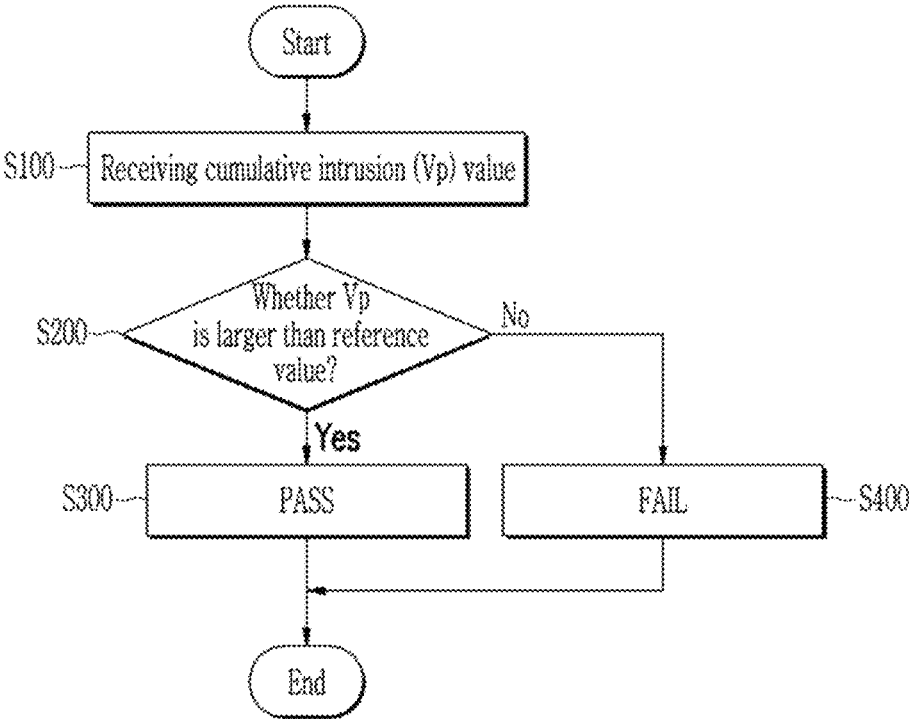 Start
S100
Receiving cumulative intrusion (Vp) value
S200
Whether Vp
is larger than reference
value?
No
Yes
S300
PASS
FAIL
S400
End